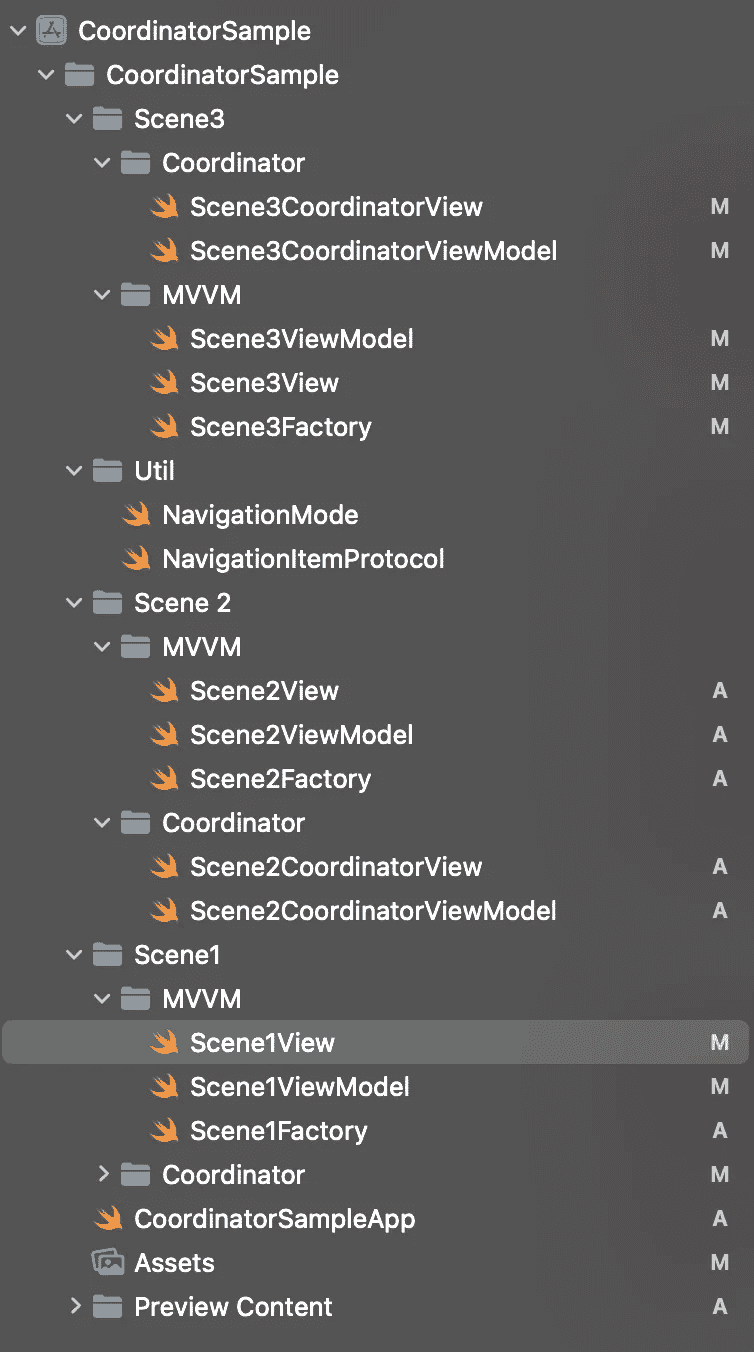 CoordinatorSample
CoordinatorSample
Scene3
Coordinator
Scene3CoordinatorView M
Scene3CoordinatorViewModel M
MVVM
Scene3ViewModel M
Scene3View M
Scene3Factory M
Util
NavigationMode
NavigationItemProtocol
Scene 2
MVVM
Scene2View A
Scene2ViewModel A
Scene2Factory A
Coordinator
Scene2CoordinatorView A
Scene2CoordinatorViewModel A
Scene1
MVVM
Scene1View M
Scene1ViewModel M
Scene1Factory A
Coordinator M
CoordinatorSampleApp A
Assets M
Preview Content A